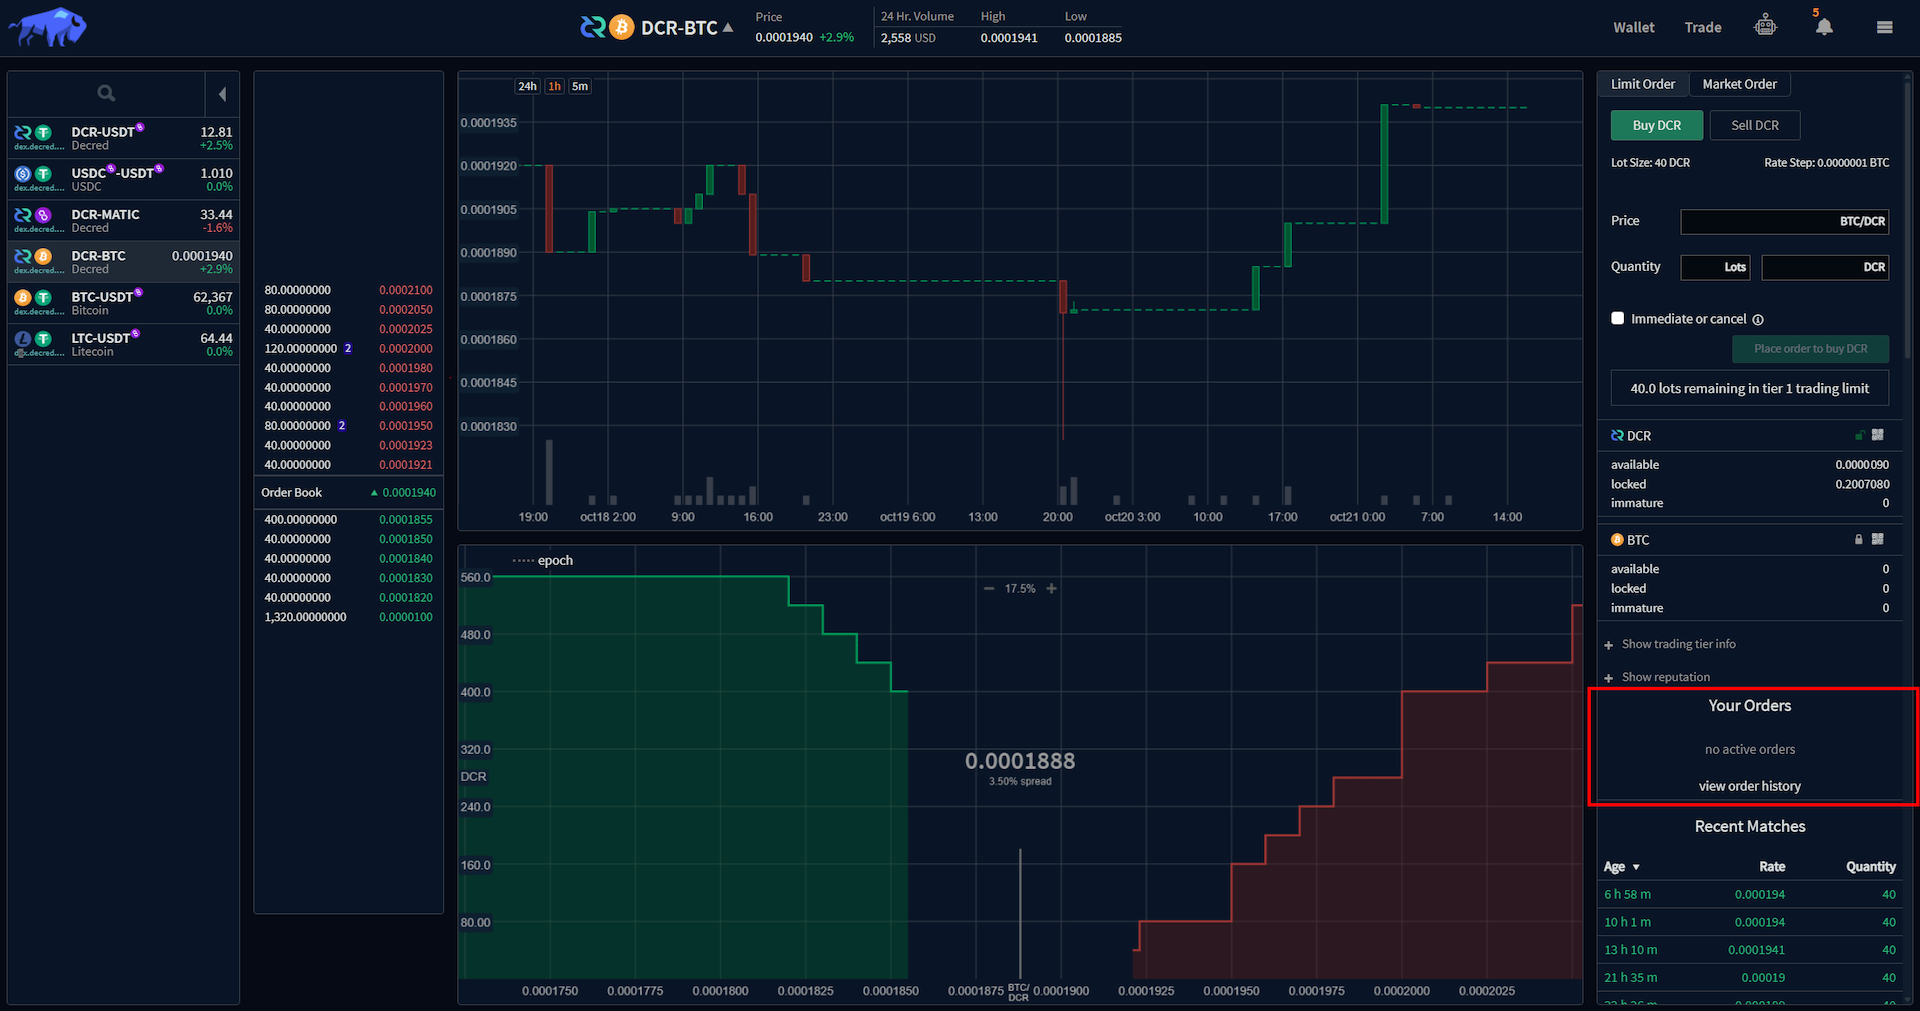 DCR-BTC
Price
0.0001940 +2.9%
24 Hr. Volume
2,558 USD
High
0.0001941
Low
0.0001885
Wallet
Trade
5
DCR-USDT 12.81
Decred +2.5%
dex.decred....
USDC-USDT 1.010
USDC 0.0%
dex.decred....
DCR-MATIC 33.44
Decred -1.6%
dex.decred....
DCR-BTC 0.0001940
Decred +2.9%
dex.decred....
BTC-USDT 62,367
Bitcoin 0.0%
dex.decred....
LTC-USDT 64.44
Litecoin 0.0%
80.00000000 0.0002100
80.00000000 0.0002050
40.00000000 0.0002025
120.00000000 2 0.0002000
40.00000000 0.0001980
40.00000000 0.0001970
40.00000000 0.0001960
80.00000000 2 0.0001950
40.00000000 0.0001923
40.00000000 0.0001921
Order Book 0.0001940
400.00000000 0.0001855
40.00000000 0.0001850
40.00000000 0.0001840
40.00000000 0.0001830
40.00000000 0.0001820
1,320.00000000 0.0000100
24h 1h 5m
0.0001935
0.0001920
0.0001905
0.0001890
0.0001875
0.0001860
0.0001845
0.0001830
19:00 oct18 2:00 9:00 16:00 23:00 oct19 6:00 13:00 20:00 oct20 3:00 10:00 17:00 oct21 0:00 7:00 14:00
epoch
17.5%
560.0
480.0
400.0
320.0
DCR
240.0
160.0
80.00
0.0001888
3.50% spread
0.0001750 0.0001775 0.0001800 0.0001825 0.0001850 0.0001875 BTC/ DCR 0.0001900 0.0001925 0.0001950 0.0001975 0.0002000 0.0002025
Limit Order
Market Order
Buy DCR
Sell DCR
Lot Size: 40 DCR
Rate Step: 0.0000001 BTC
Price BTC/DCR
Quantity Lots DCR
Immediate or cancel
Place order to buy DCR
40.0 lots remaining in tier 1 trading limit
DCR
available 0.0000090
locked 0.2007080
immature 0
BTC
available 0
locked 0
immature 0
Show trading tier info
Show reputation
Your Orders
no active orders
view order history
Recent Matches
Age Rate Quantity
6 h 58 m 0.000194 40
10 h 1 m 0.000194 40
13 h 10 m 0.0001941 40
21 h 35 m 0.00019 40